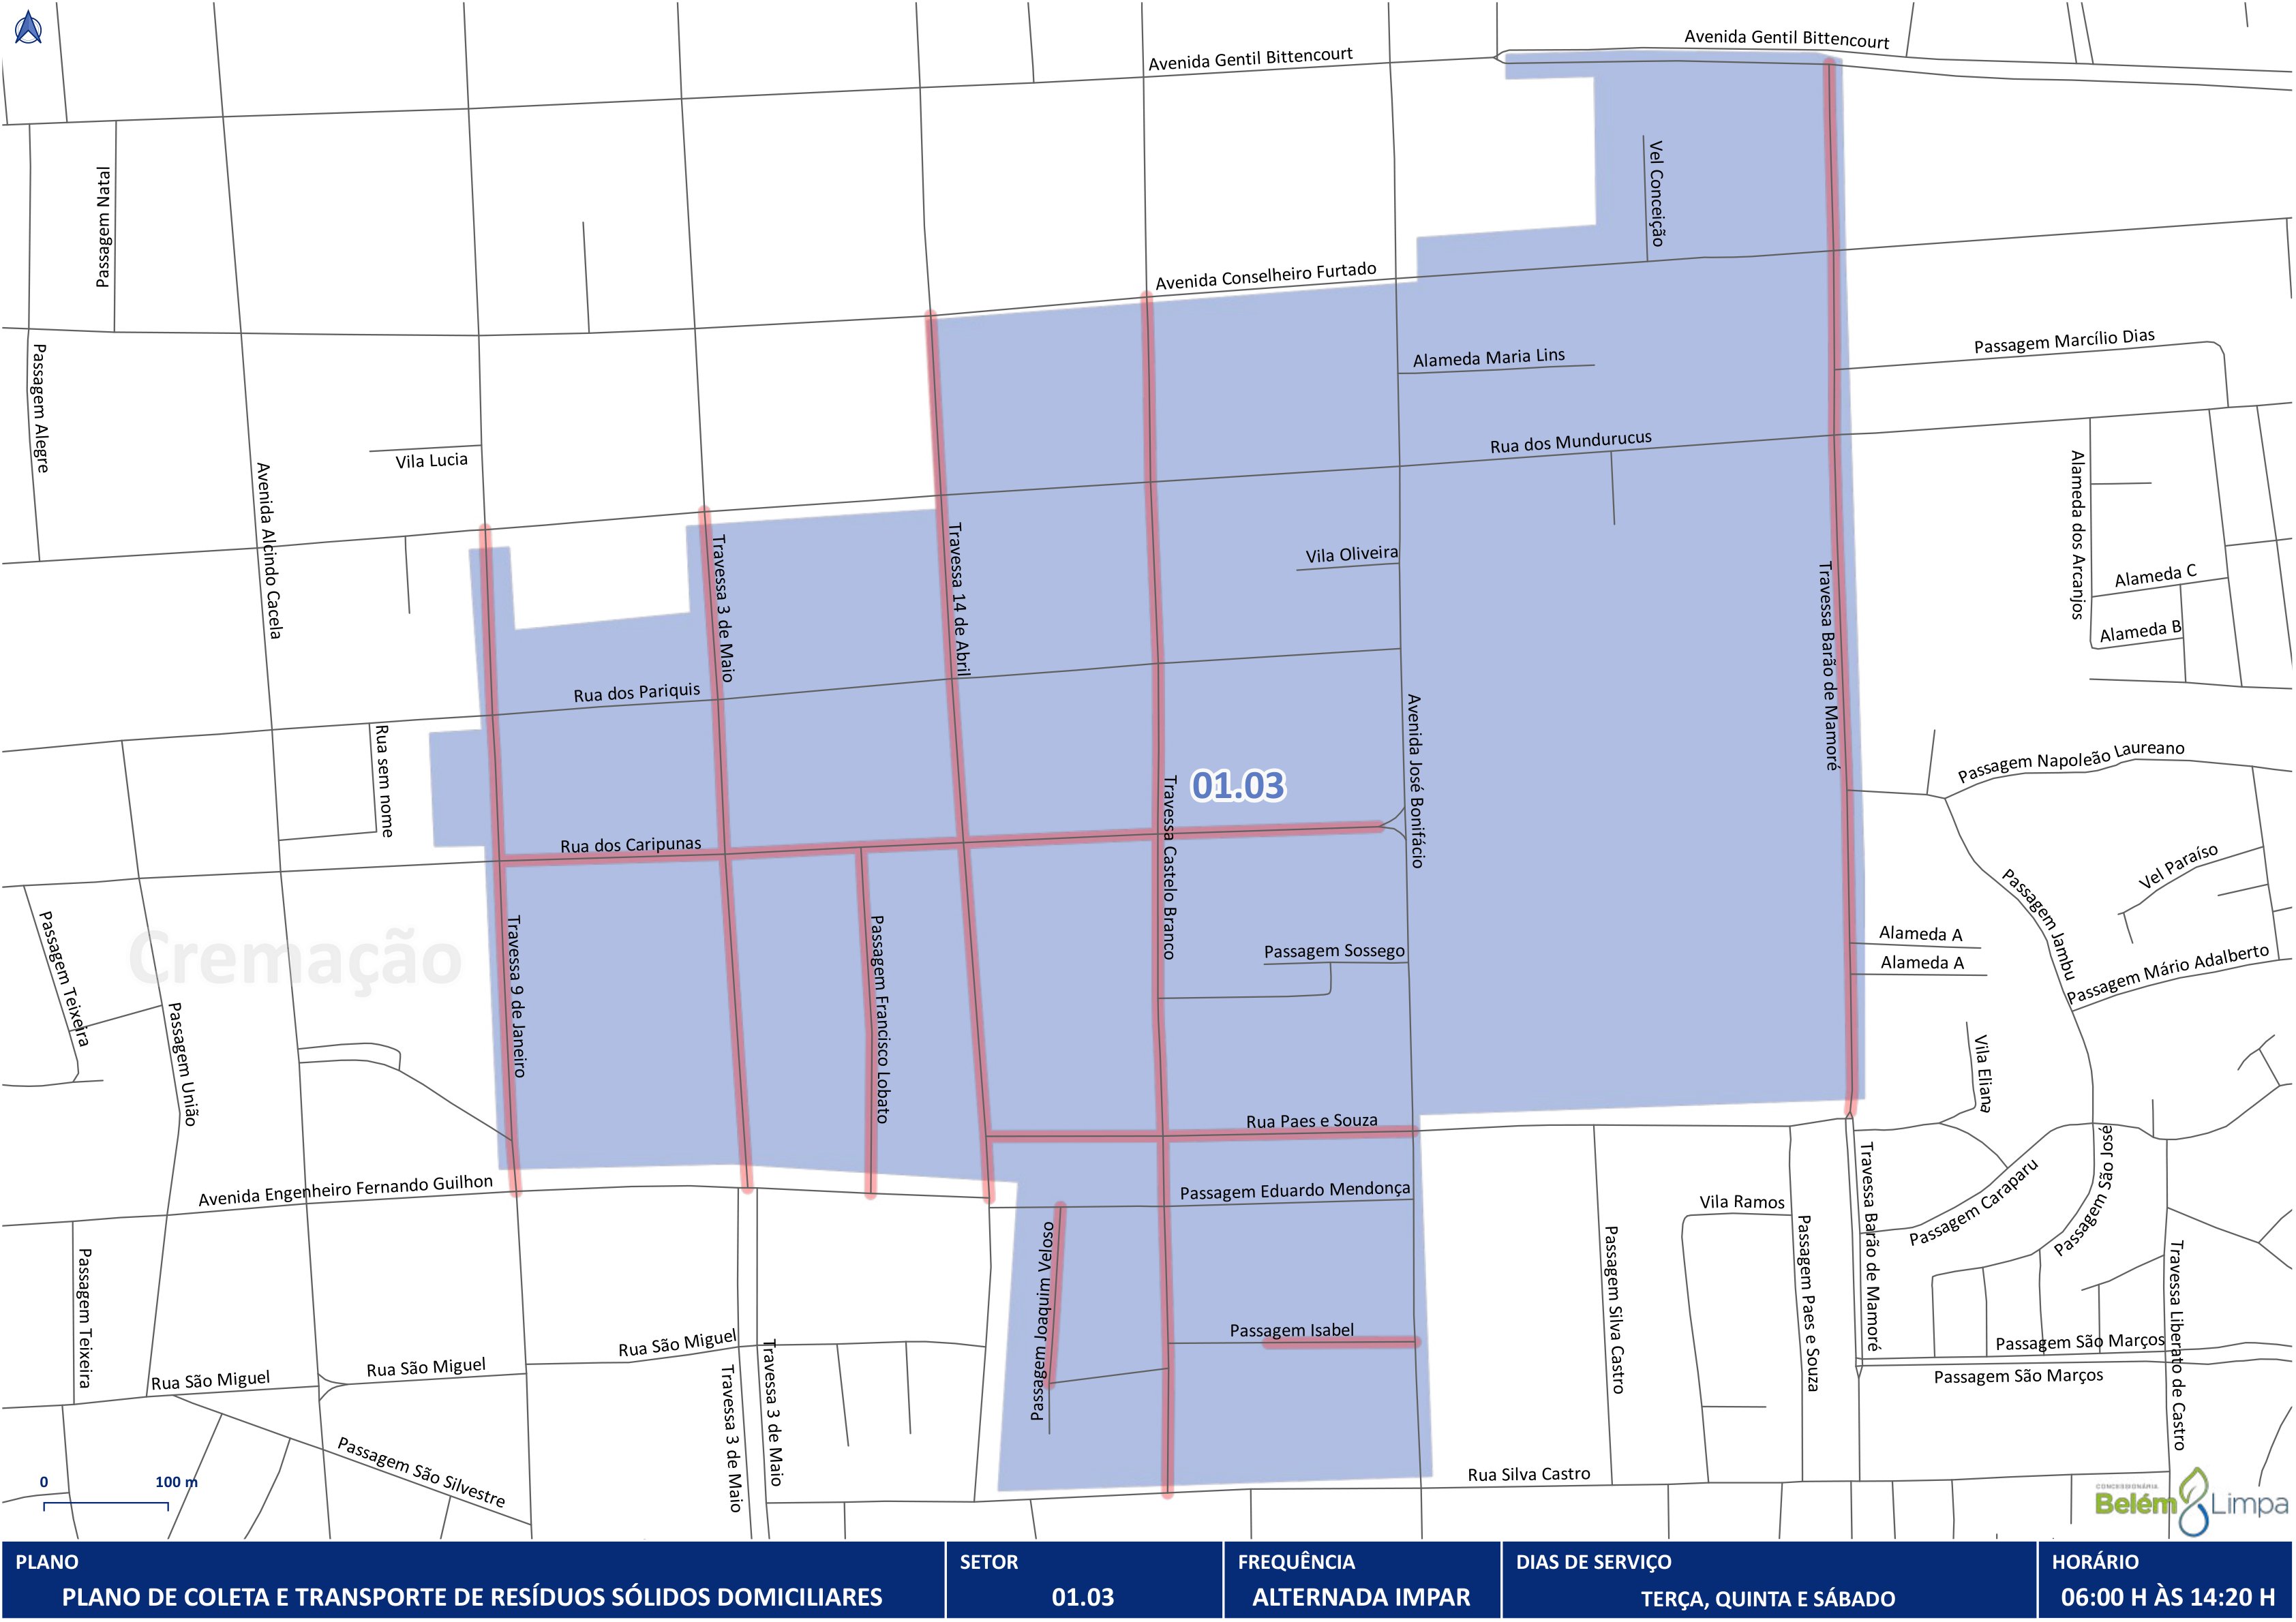 Avenida Gentil Bittencourt
Avenida Gentil Bittencourt
Passagem Natal
Vel Conceição
Avenida Conselheiro Furtado
Passagem Alegre
Alameda Maria Lins
Passagem Marcílio Dias
Vila Lucia
Rua dos Mundurucus
Avenida Alcindo Cacela
Alameda dos Arcanjos
Travessa 3 de Maio
Travessa 14 de Abril
Vila Oliveira
Travessa Barão de Mamoré
Alameda C
Alameda B
Rua dos Pariquis
Rua sem nome
Avenida José Bonifácio
Passagem Napoleão Laureano
01.03
Travessa Castelo Branco
Rua dos Caripunas
Vel Paraíso
Passagem Jambu
Cremação
Passagem Teixeira
Travessa 9 de Janeiro
Passagem Francisco Lobato
Passagem Sossego
Alameda A
Alameda A
Passagem Mário Adalberto
Passagem União
Vila Eliana
Rua Paes e Souza
Passagem São José
Travessa Barão de Mamoré
Passagem Caraparu
Avenida Engenheiro Fernando Guilhon
Passagem Eduardo Mendonça
Vila Ramos
Passagem Joaquim Veloso
Passagem Silva Castro
Passagem Paes e Souza
Passagem Teixeira
Travessa Liberato de Castro
Rua São Miguel
Rua São Miguel
Rua São Miguel
Passagem Isabel
Passagem São Marços
Passagem São Marços
Travessa 3 de Maio
Travessa 3 de Maio
Passagem São Silvestre
Rua Silva Castro
0 100 m
CONCESSIONÁRIA
Belém Limpa
PLANO
PLANO DE COLETA E TRANSPORTE DE RESÍDUOS SÓLIDOS DOMICILIARES
SETOR
01.03
FREQUÊNCIA
ALTERNADA IMPAR
DIAS DE SERVIÇO
TERÇA, QUINTA E SÁBADO
HORÁRIO
06:00 H ÀS 14:20 H